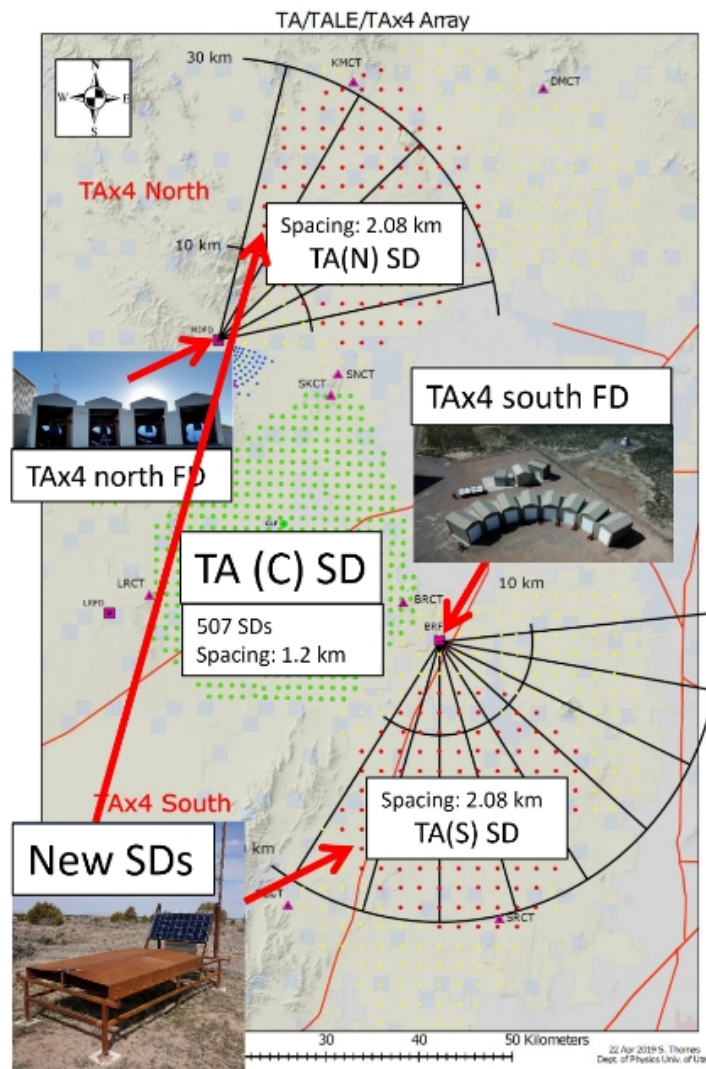 TA/TALE/TAx4 Array
30 km
KMCT
DMCT
N
W E
S
TAx4 North
Spacing: 2.08 km
TA(N) SD
10 km
MDFD
SNCT
SKCT
TAx4 north FD
TAx4 south FD
CLF
TA (C) SD
507 SDs
Spacing: 1.2 km
LRCT
LRFD
10 km
BRCT
BRF
TAx4 South
Spacing: 2.08 km
TA(S) SD
New SDs
km
SRCT
30 40 50 Kilometers
22 Apr 2019 S. Thomas
Dept. of Physics Univ. of Uta